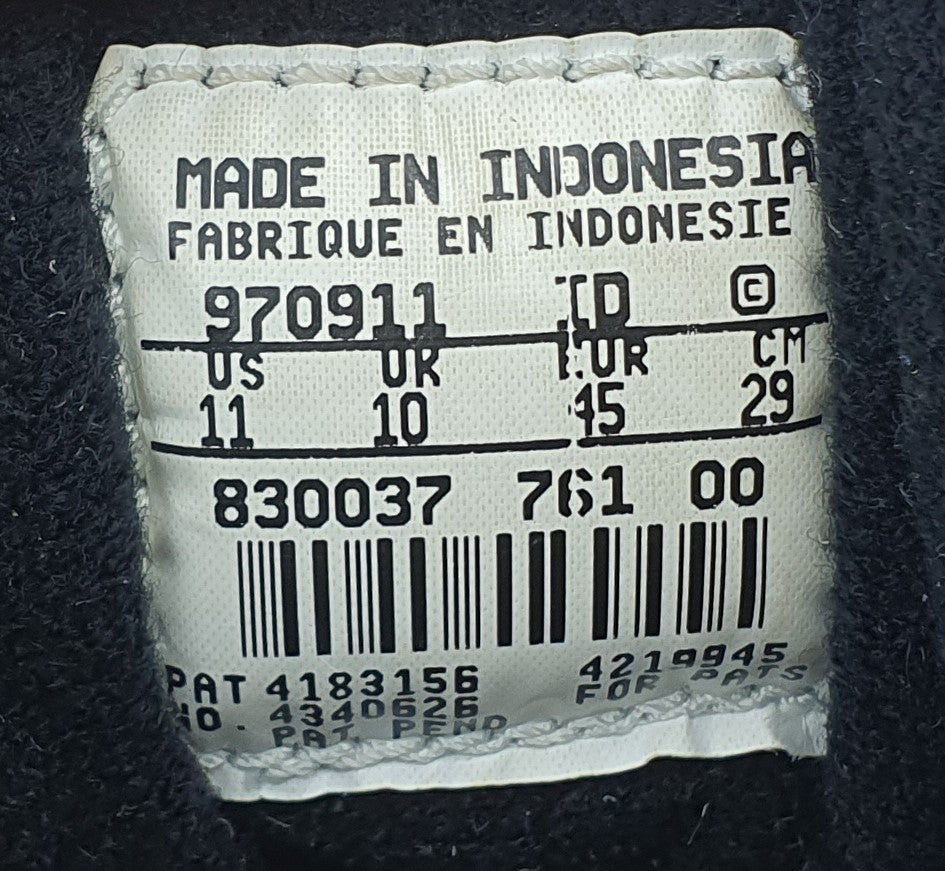 MADE IN INDONESIA
FABRIQUE EN INDONESIE
970911 ID ©
US UK EUR CM
11 10 45 29
830037 761 00
PAT 4183156 4219945
NO. 4340626 FOR PATS
PAT. PEND